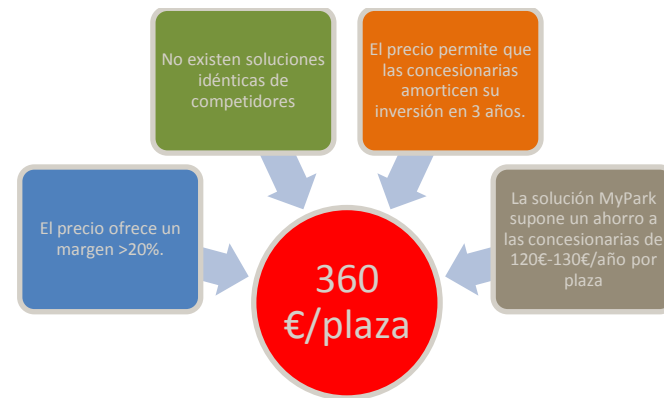 No existen soluciones
idénticas de
competidores
El precio permite que
las concesionarias
amorticen su
inversión en 3 años.
El precio ofrece un
margen >20%.
La solución MyPark
supone un ahorro a
las concesionarias de
120€-130€/año por
plaza
360
€/plaza